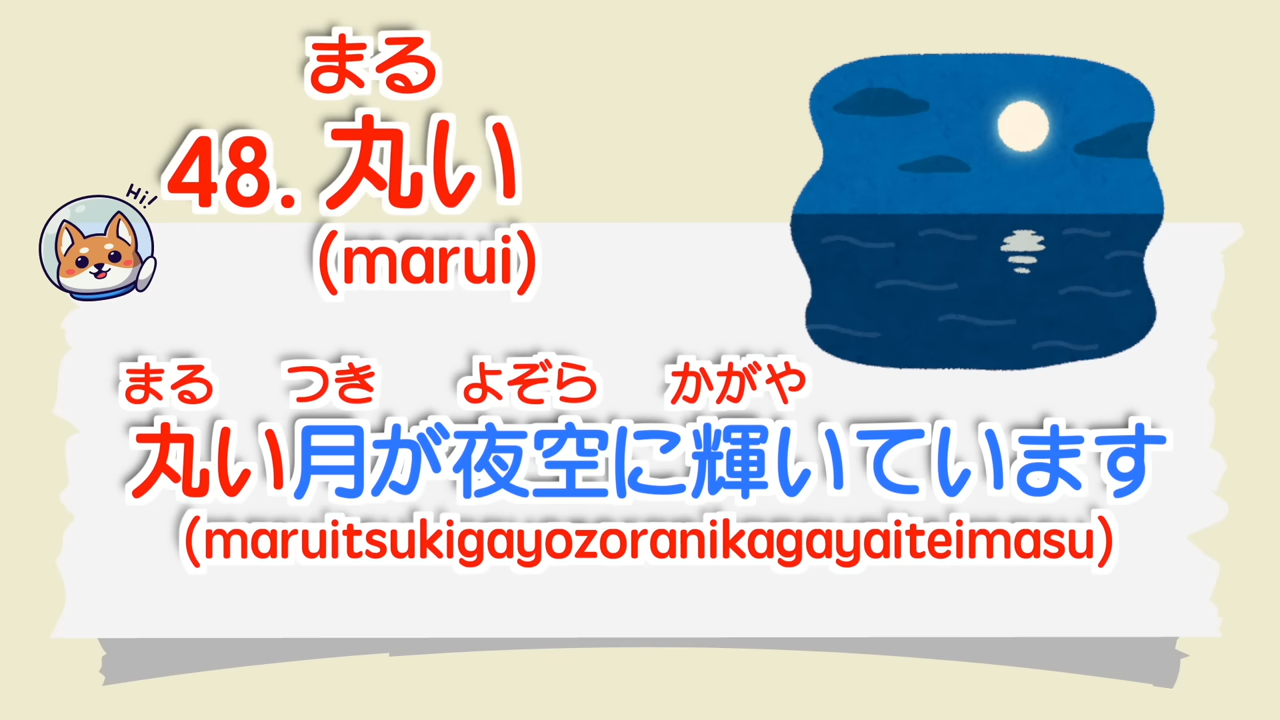 まる
48. 丸い
(marui)
Hi!
まる つき よぞら かがや
丸い月が夜空に輝いています
(maruitsukigayozoranikagayaiteimasu)